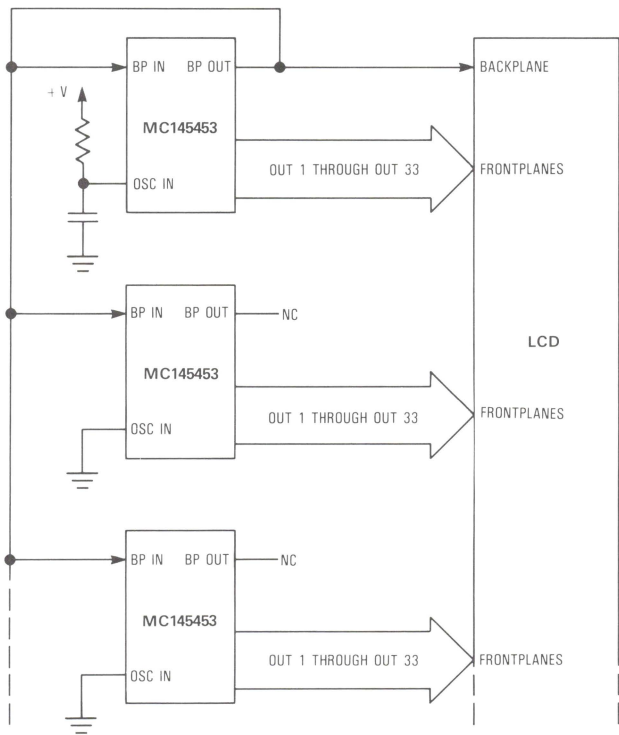 BP IN BP OUT
BACKPLANE
+ V
MC145453
OSC IN
OUT 1 THROUGH OUT 33
FRONTPLANES
BP IN BP OUT
NC
LCD
MC145453
OUT 1 THROUGH OUT 33
FRONTPLANES
OSC IN
BP IN BP OUT
NC
MC145453
OUT 1 THROUGH OUT 33
FRONTPLANES
OSC IN